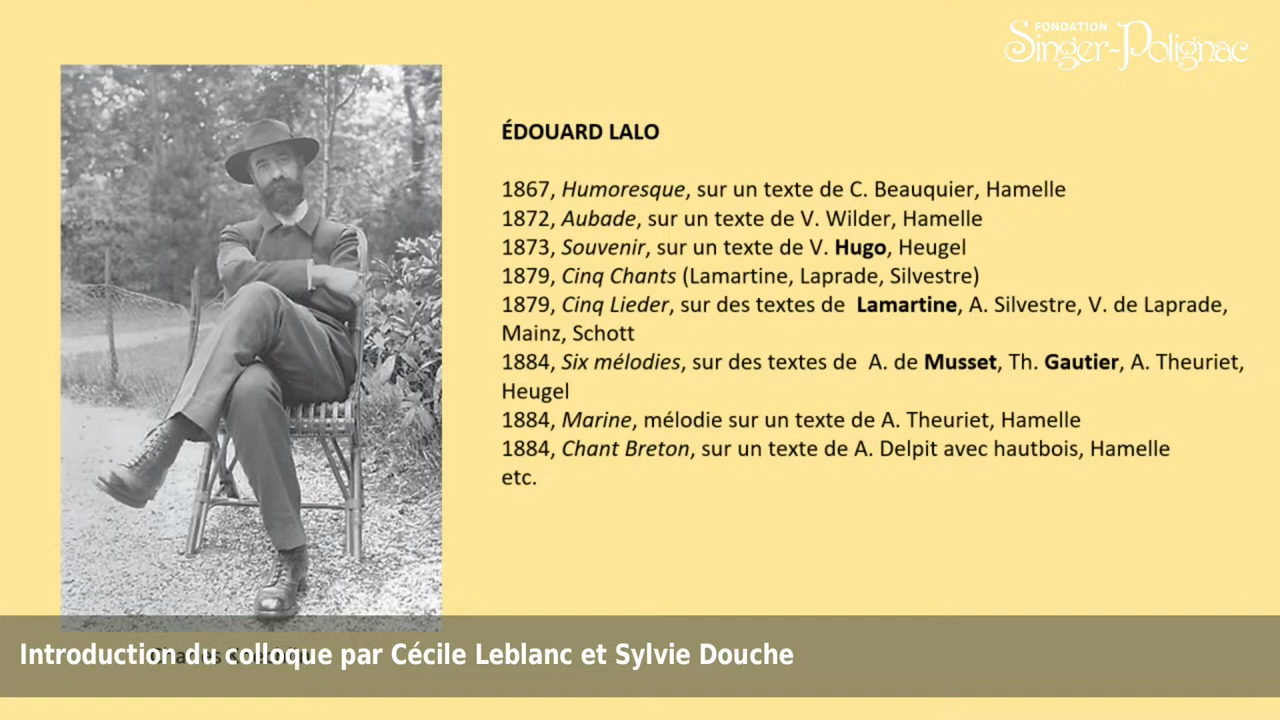 FONDATION
Singer-Polignac
ÉDOUARD LALO
1867, Humoresque, sur un texte de C. Beauquier, Hamelle
1872, Aubade, sur un texte de V. Wilder, Hamelle
1873, Souvenir, sur un texte de V. Hugo, Heugel
1879, Cinq Chants (Lamartine, Laprade, Silvestre)
1879, Cinq Lieder, sur des textes de Lamartine, A. Silvestre, V. de Laprade,
Mainz, Schott
1884, Six mélodies, sur des textes de A. de Musset, Th. Gautier, A. Theuriet,
Heugel
1884, Marine, mélodie sur un texte de A. Theuriet, Hamelle
1884, Chant Breton, sur un texte de A. Delpit avec hautbois, Hamelle
etc.
Introduction du colloque par Cécile Leblanc et Sylvie Douche